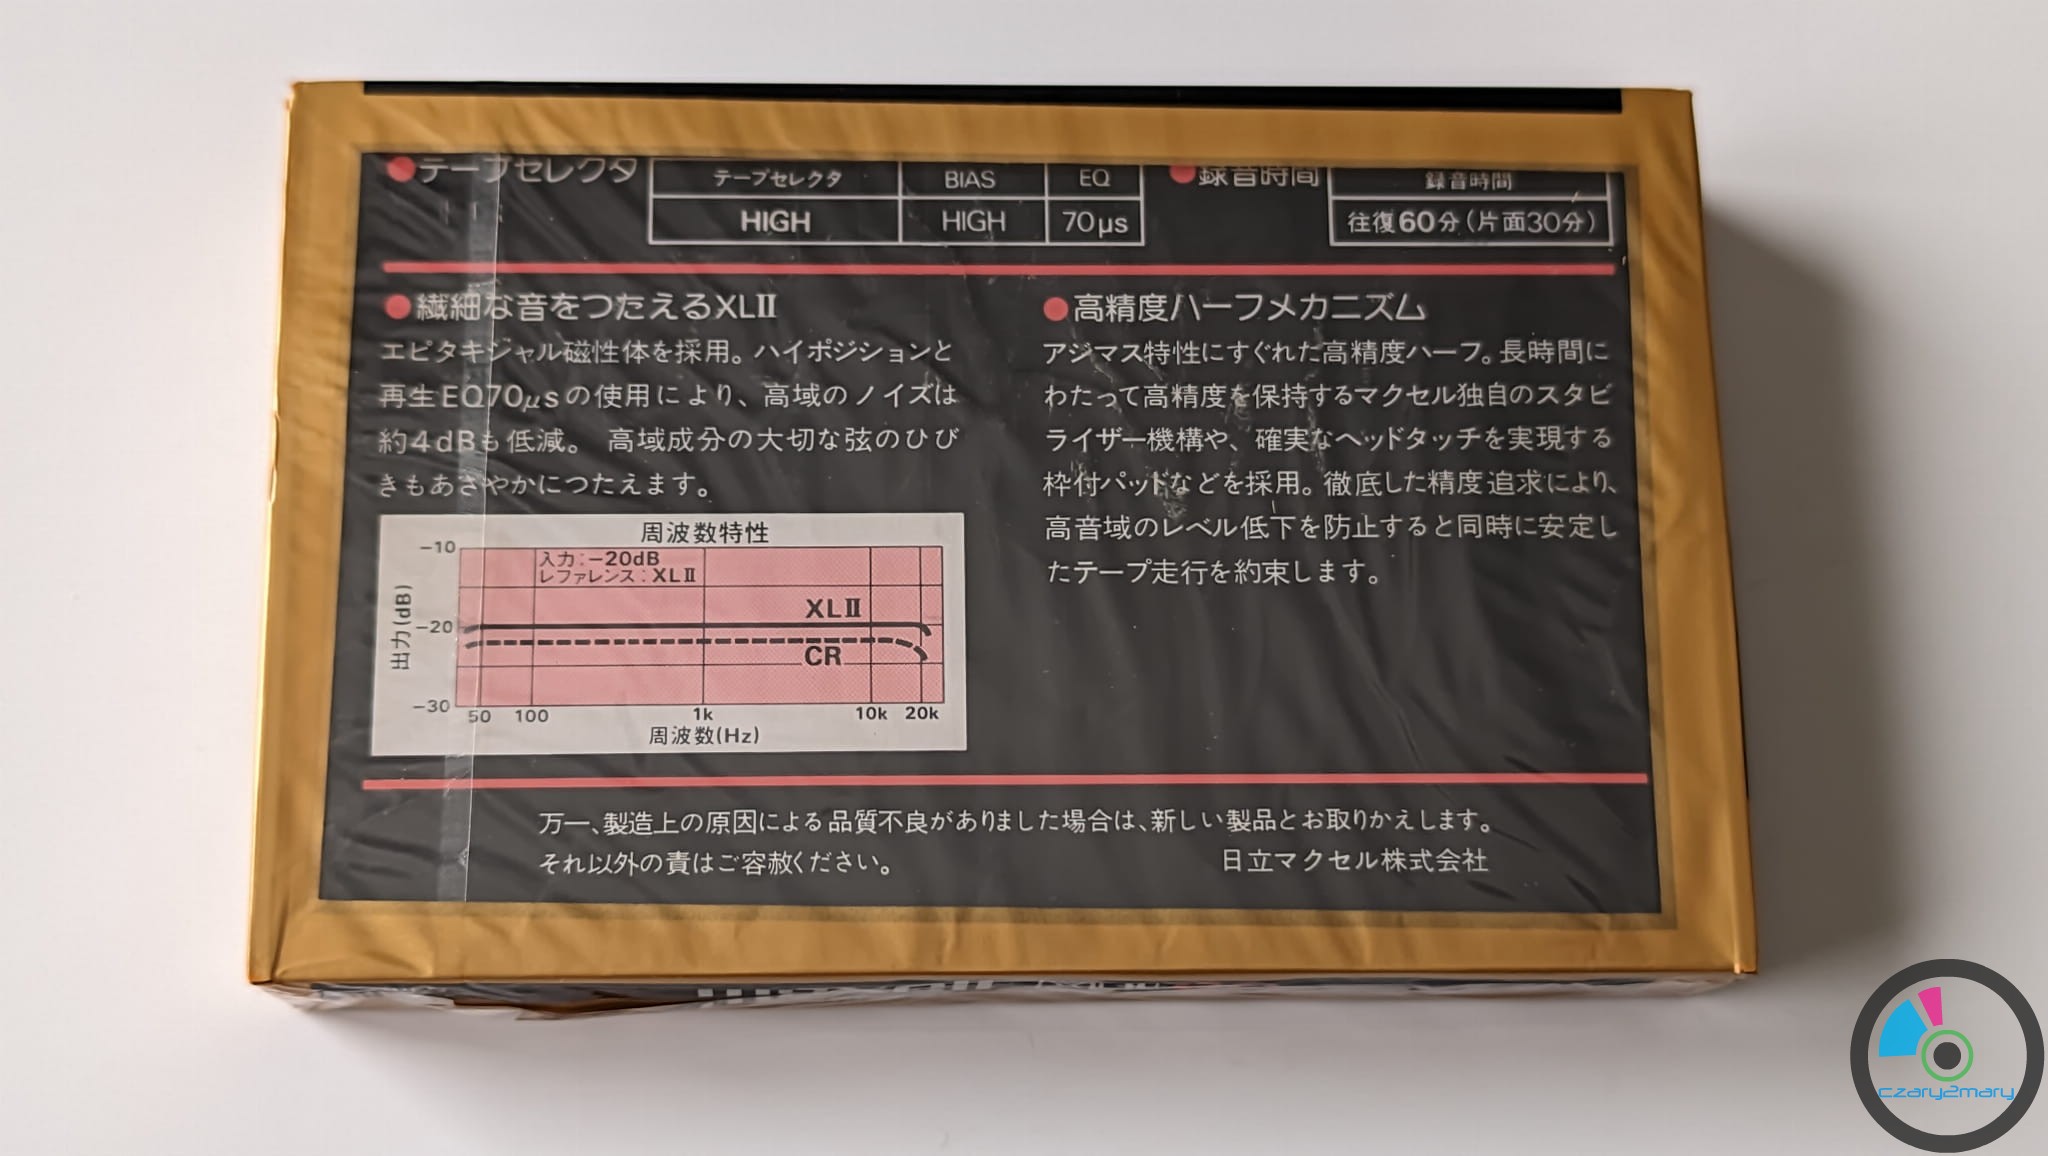 ●テープセレクタ
テープセレクタ BIAS EQ
HIGH HIGH 70μs
●録音時間
録音時間
往復60分(片面30分)
●繊細な音をつたえるXLⅡ
エピタキシャル磁性体を採用。ハイポジションと
再生EQ70μsの使用により、高域のノイズは
約4dBも低減。 高域成分の大切な弦のひび
きもあざやかにつたえます。
周波数特性
入力:-20dB
レファレンス:XLⅡ
出力(dB)
-10
-20
-30
XLⅡ
CR
50 100 1k 10k 20k
周波数(Hz)
●高精度ハーフメカニズム
アジマス特性にすぐれた高精度ハーフ。長時間に
わたって高精度を保持するマクセル独自のスタビ
ライザー機構や、確実なヘッドタッチを実現する
枠付パッドなどを採用。徹底した精度追求により、
高音域のレベル低下を防止すると同時に安定し
たテープ走行を約束します。
万一、製造上の原因による品質不良がありました場合は、新しい製品とお取りかえします。
それ以外の責はご容赦ください。
日立マクセル株式会社
czary2mary